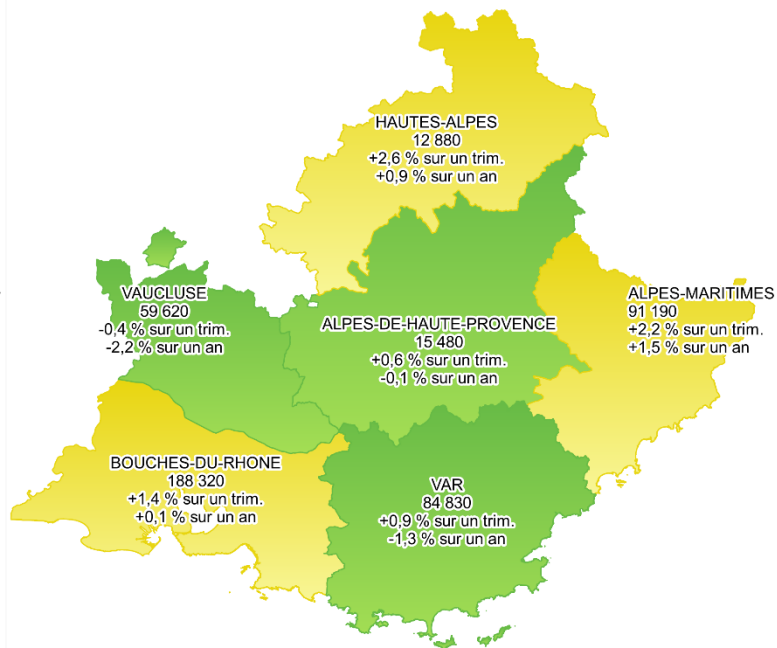 HAUTES-ALPES
12 880
+2,6 % sur un trim.
+0,9 % sur un an
VAUCLUSE
59 620
-0,4 % sur un trim.
-2,2 % sur un an
ALPES-DE-HAUTE-PROVENCE
15 480
+0,6 % sur un trim.
-0,1 % sur un an
ALPES-MARITIMES
91 190
+2,2 % sur un trim.
+1,5 % sur un an
BOUCHES-DU-RHONE
188 320
+1,4 % sur un trim.
+0,1 % sur un an
VAR
84 830
+0,9 % sur un trim.
-1,3 % sur un an